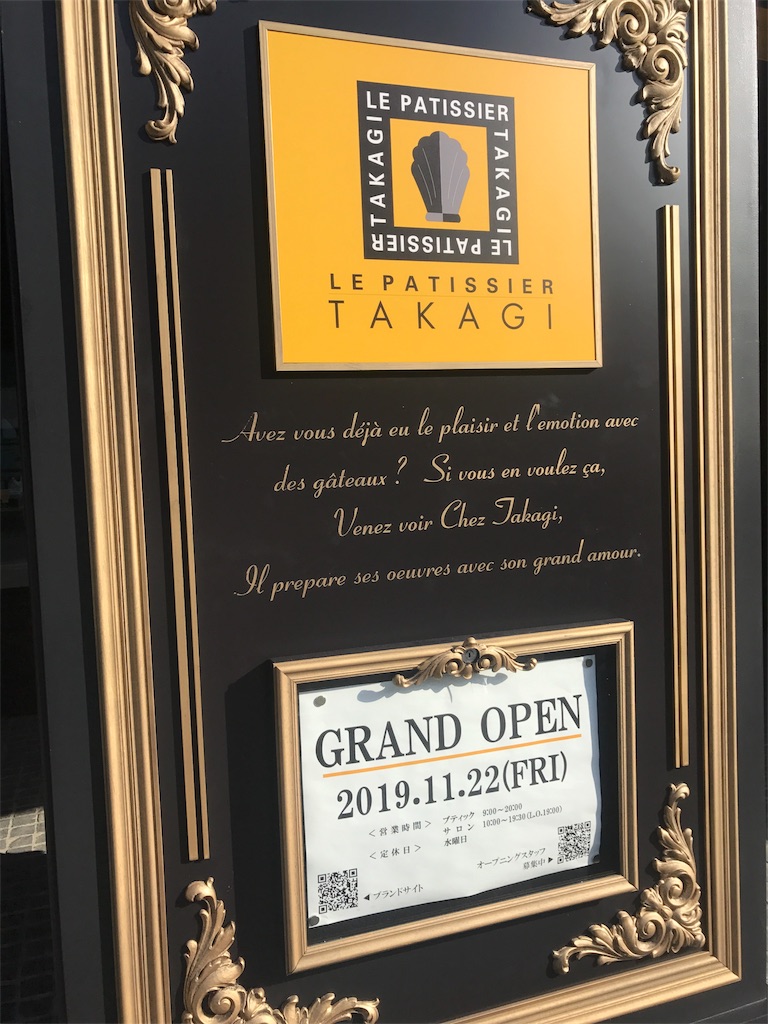 LE PATISSIER
TAKAGI
LE PATISSIER
TAKAGI
LE PATISSIER
TAKAGI
Avez vous déjà eu le plaisir et l'emotion avec
des gâteaux ? Si vous en voulez ça,
Venez voir Chez Takagi,
Il prepare ses oeuvres avec son grand amour.
GRAND OPEN
2019.11.22(FRI)
<営業時間> ブティック 9:00～20:00
サロン 10:00～19:30(L.O.19:00)
<定休日> 水曜日
オープニングスタッフ
募集中▶
◀ブランドサイト